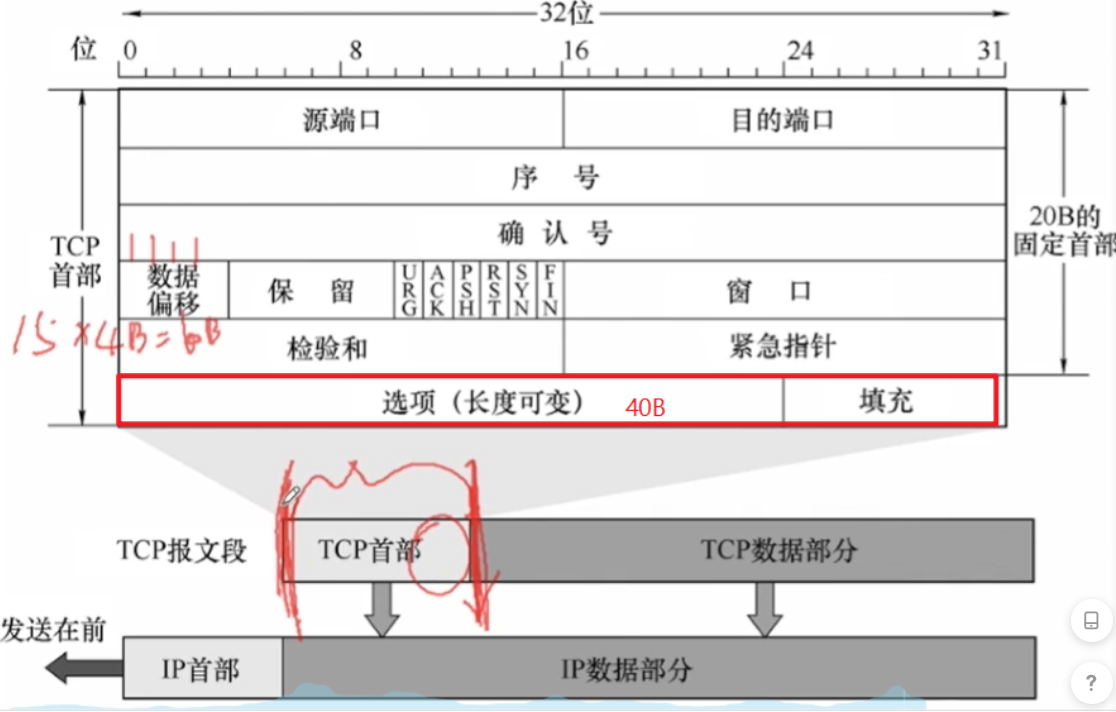 32位
位 0 8 16 24 31
源端口 目的端口
序 号
确 认 号
TCP
首部
20B的
固定首部
1111
数据
偏移
保 留
URG
ACK
PSH
RST
SYN
FIN
窗 口
15×4B=60B
检验和 紧急指针
选项（长度可变） 40B 填充
TCP报文段 TCP首部 TCP数据部分
发送在前
IP首部 IP数据部分
?